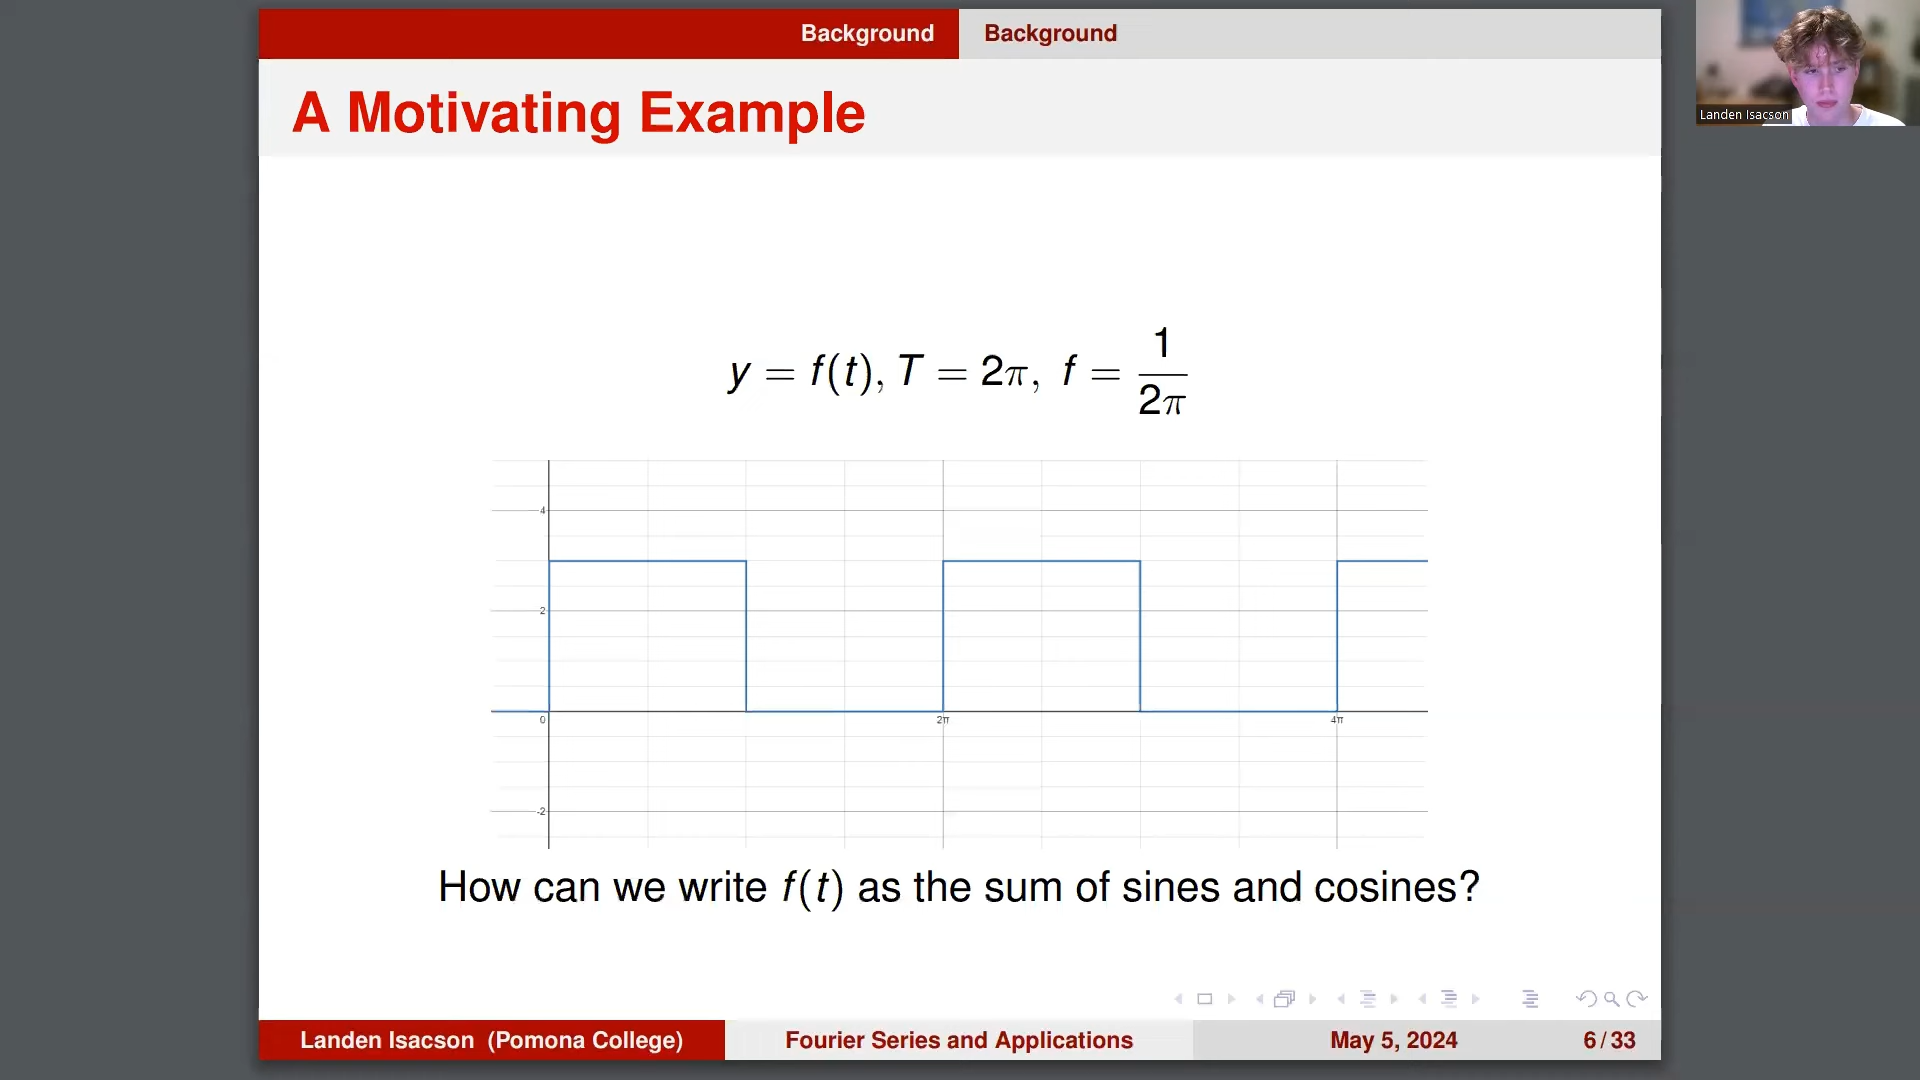 Background Background
Landen Isacson
A Motivating Example
y = f(t), T = 2π, f = 1/2π
4
2
0 2π 4π
-2
How can we write f(t) as the sum of sines and cosines?
Landen Isacson (Pomona College) Fourier Series and Applications May 5, 2024 6/33